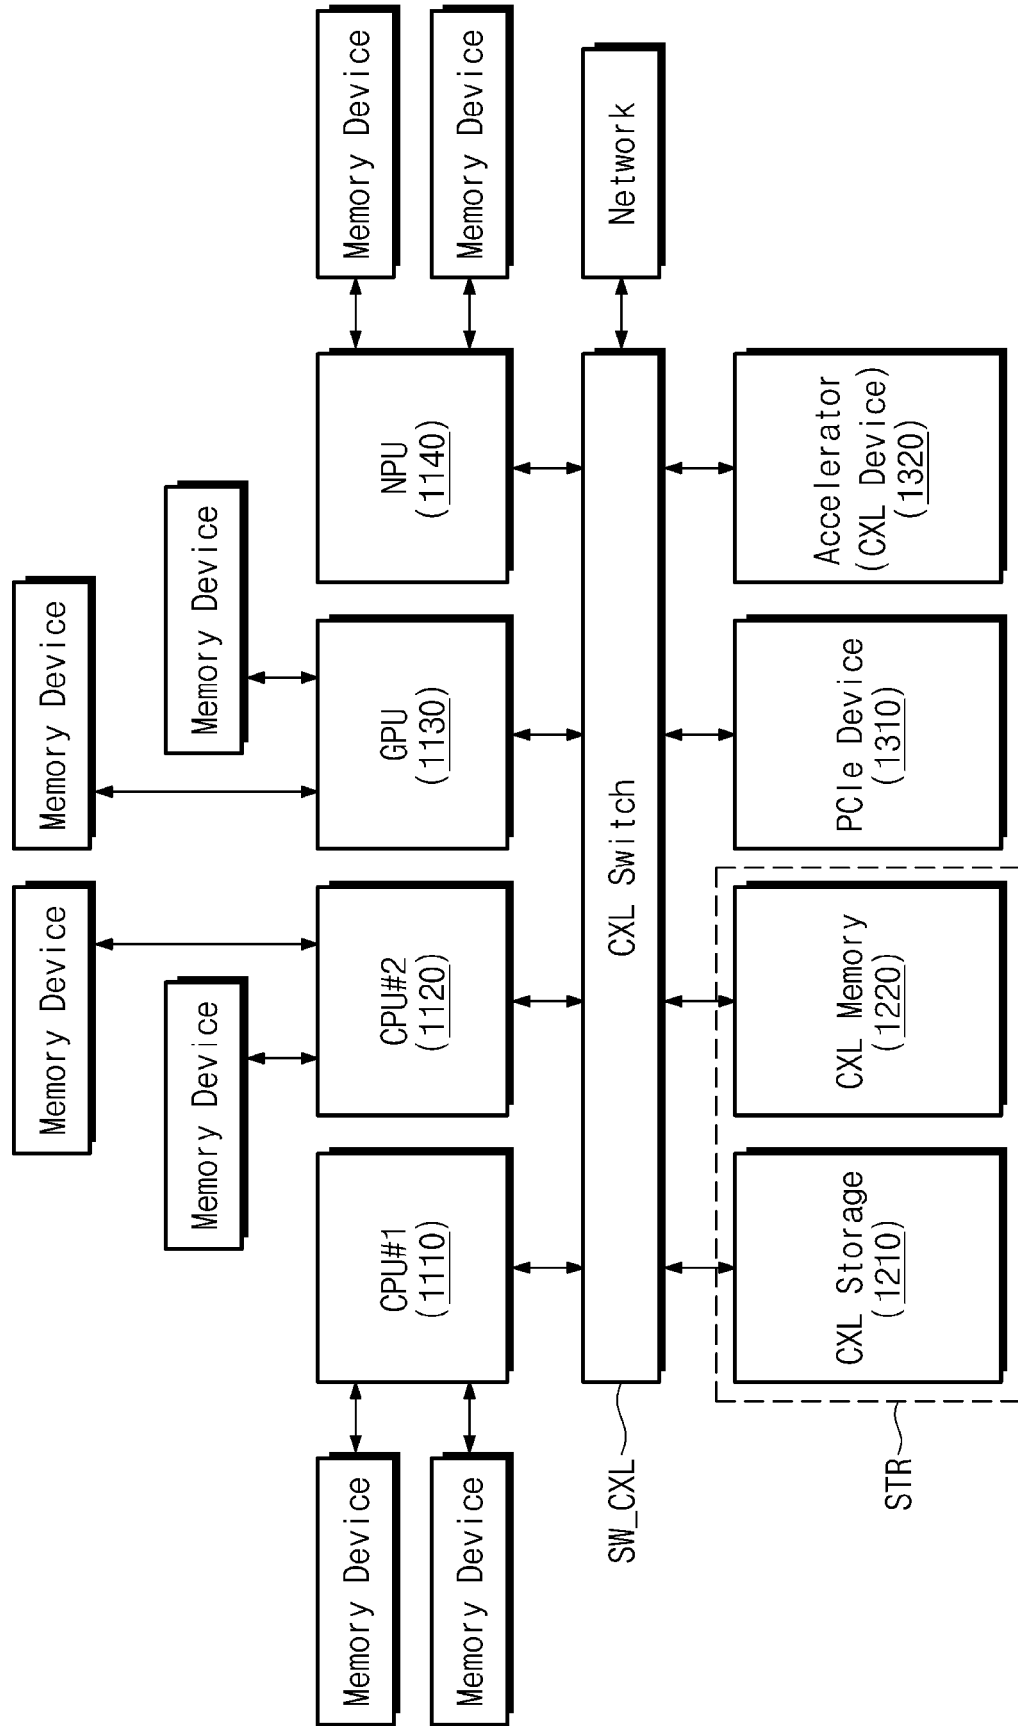 Memory Device
Memory Device
Memory Device
Memory Device
Memory Device
Memory Device
CPU#1
(1110)
CPU#2
(1120)
GPU
(1130)
NPU
(1140)
Memory Device
Memory Device
SW_CXL
CXL Switch
Network
STR
CXL Storage
(1210)
CXL Memory
(1220)
PCIe Device
(1310)
Accelerator
(CXL Device)
(1320)